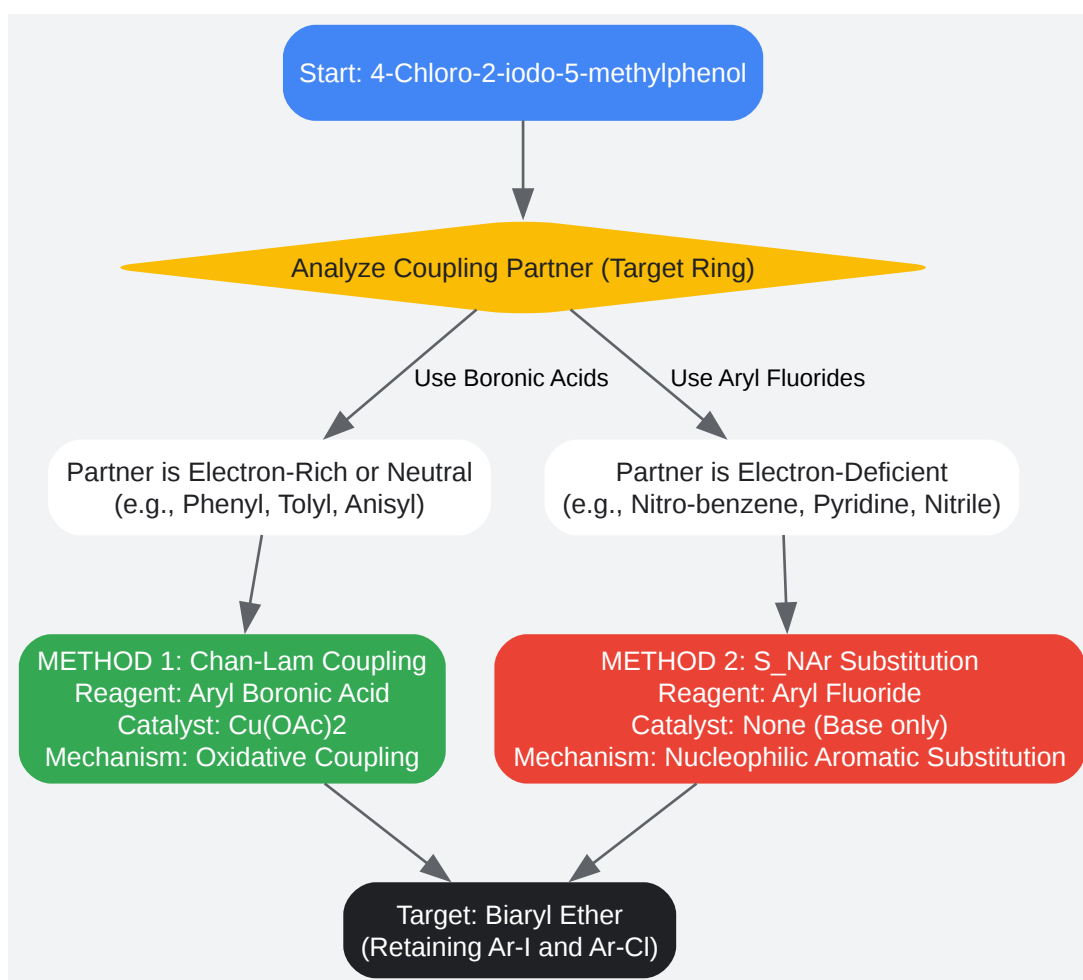 Start: 4-Chloro-2-iodo-5-methylphenol
Analyze Coupling Partner (Target Ring)
Use Boronic Acids
Use Aryl Fluorides
Partner is Electron-Rich or Neutral
(e.g., Phenyl, Tolyl, Anisyl)
Partner is Electron-Deficient
(e.g., Nitro-benzene, Pyridine, Nitrile)
METHOD 1: Chan-Lam Coupling
Reagent: Aryl Boronic Acid
Catalyst: Cu(OAc)2
Mechanism: Oxidative Coupling
METHOD 2: S_NAr Substitution
Reagent: Aryl Fluoride
Catalyst: None (Base only)
Mechanism: Nucleophilic Aromatic Substitution
Target: Biaryl Ether
(Retaining Ar-I and Ar-Cl)